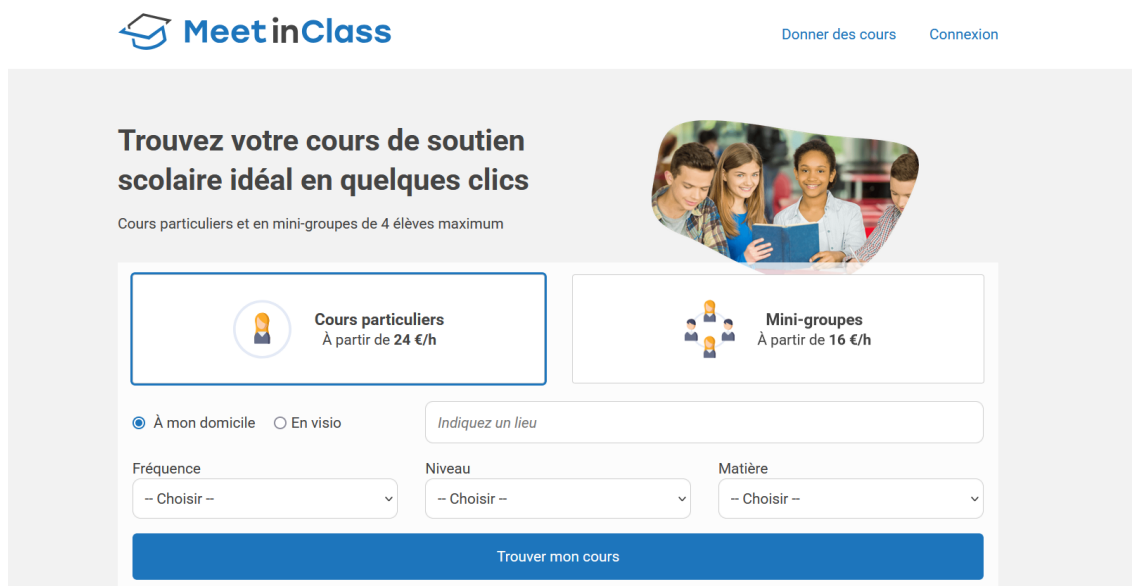 MeetinClass
Donner des cours
Connexion
Trouvez votre cours de soutien
scolaire idéal en quelques clics
Cours particuliers et en mini-groupes de 4 élèves maximum
Cours particuliers
À partir de 24 €/h
Mini-groupes
À partir de 16 €/h
À mon domicile
En visio
Indiquez un lieu
Fréquence
Niveau
Matière
-- Choisir --
-- Choisir --
-- Choisir --
Trouver mon cours